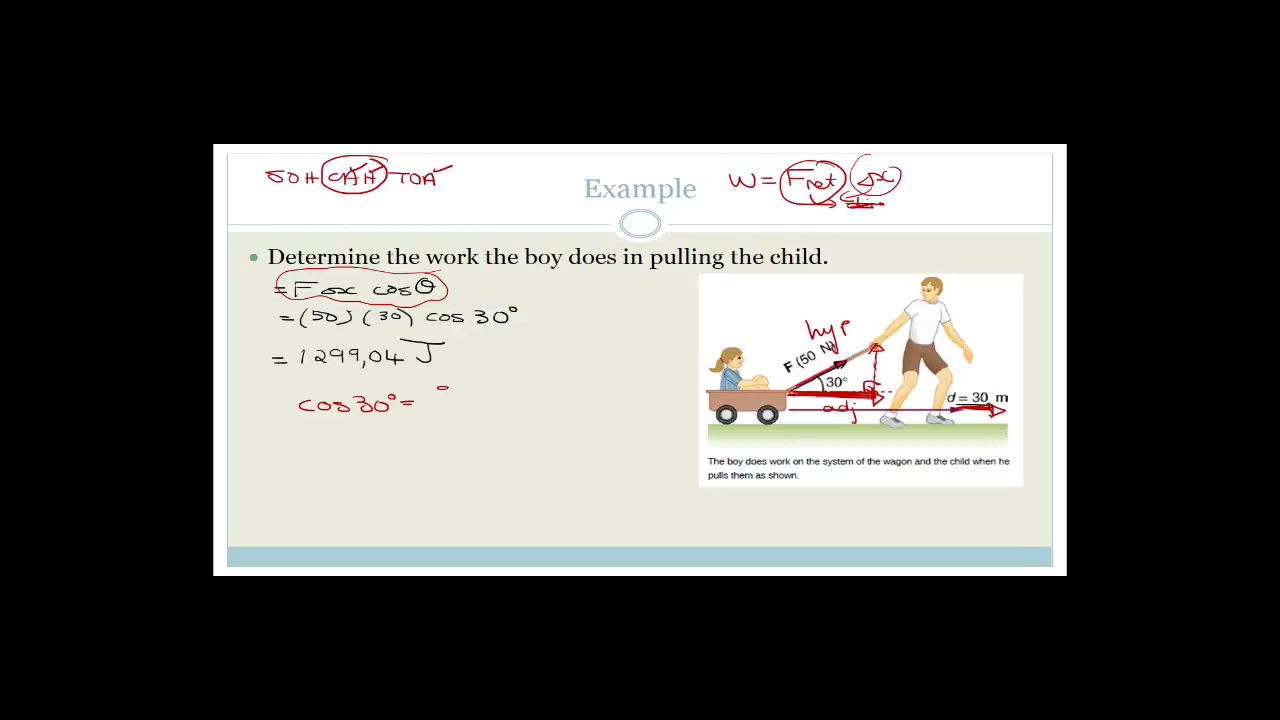 SOH CAH TOA
Example
W = Fnet Δx
Determine the work the boy does in pulling the child.
= F Δx cos θ
= (50) (30) cos 30°
= 1299,04 J
cos 30° =
hyp
F (50 N)
30°
adj
d = 30 m
The boy does work on the system of the wagon and the child when he
pulls them as shown.